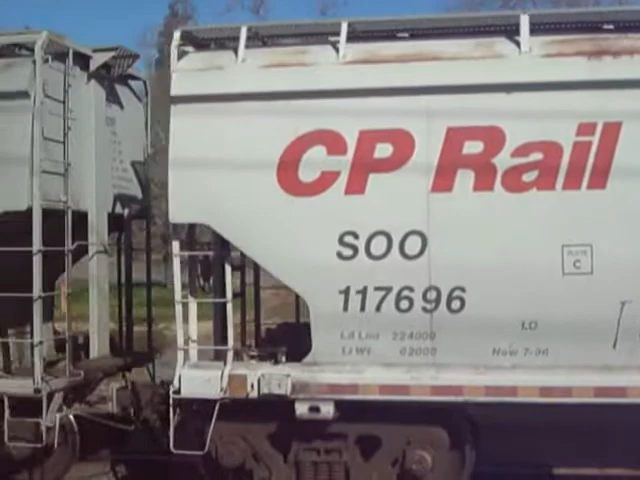 CP Rail
SOO
117696
PLATE
C
LD
Ld Lmt 224000
Lt Wt 62000
New 7-96